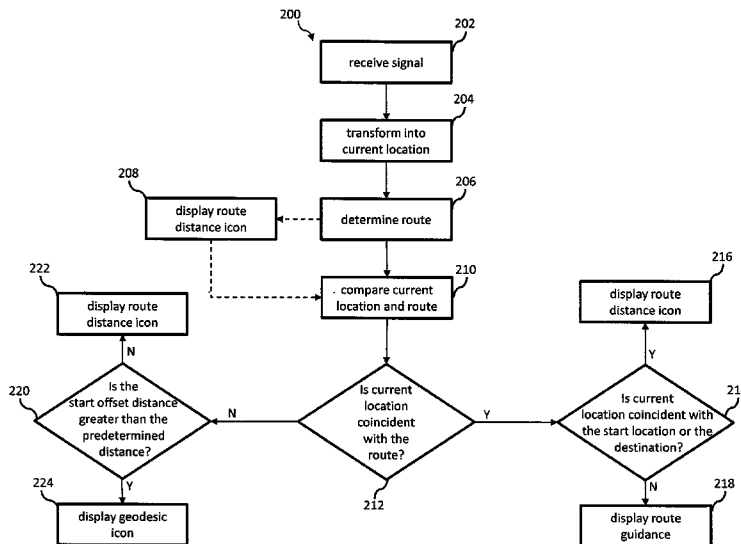 200
202
receive signal
204
transform into
current location
208
display route
distance icon
206
determine route
210
compare current
location and route
222
display route
distance icon
216
display route
distance icon
N
Y
220
Is the
start offset distance
greater than the
predetermined
distance?
N
Is current
location
coincident
with the
route?
212
Y
21
Is current
location coincident with
the start location or the
destination?
Y
N
224
display geodesic
icon
218
display route
guidance